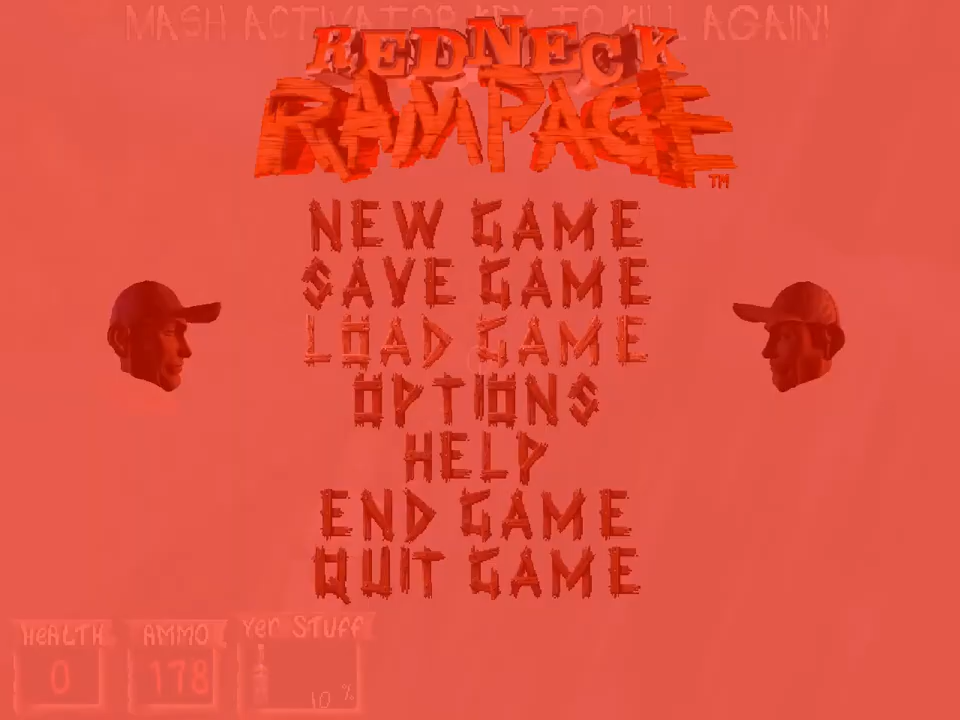 MASH ACTIVATOR KEY TO KILL AGAIN!
REDNECK
RAMPAGE
TM
NEW GAME
SAVE GAME
LOAD GAME
OPTIONS
HELP
END GAME
QUIT GAME
HEALTH AMMO Yer STUFF
0 178 10 %